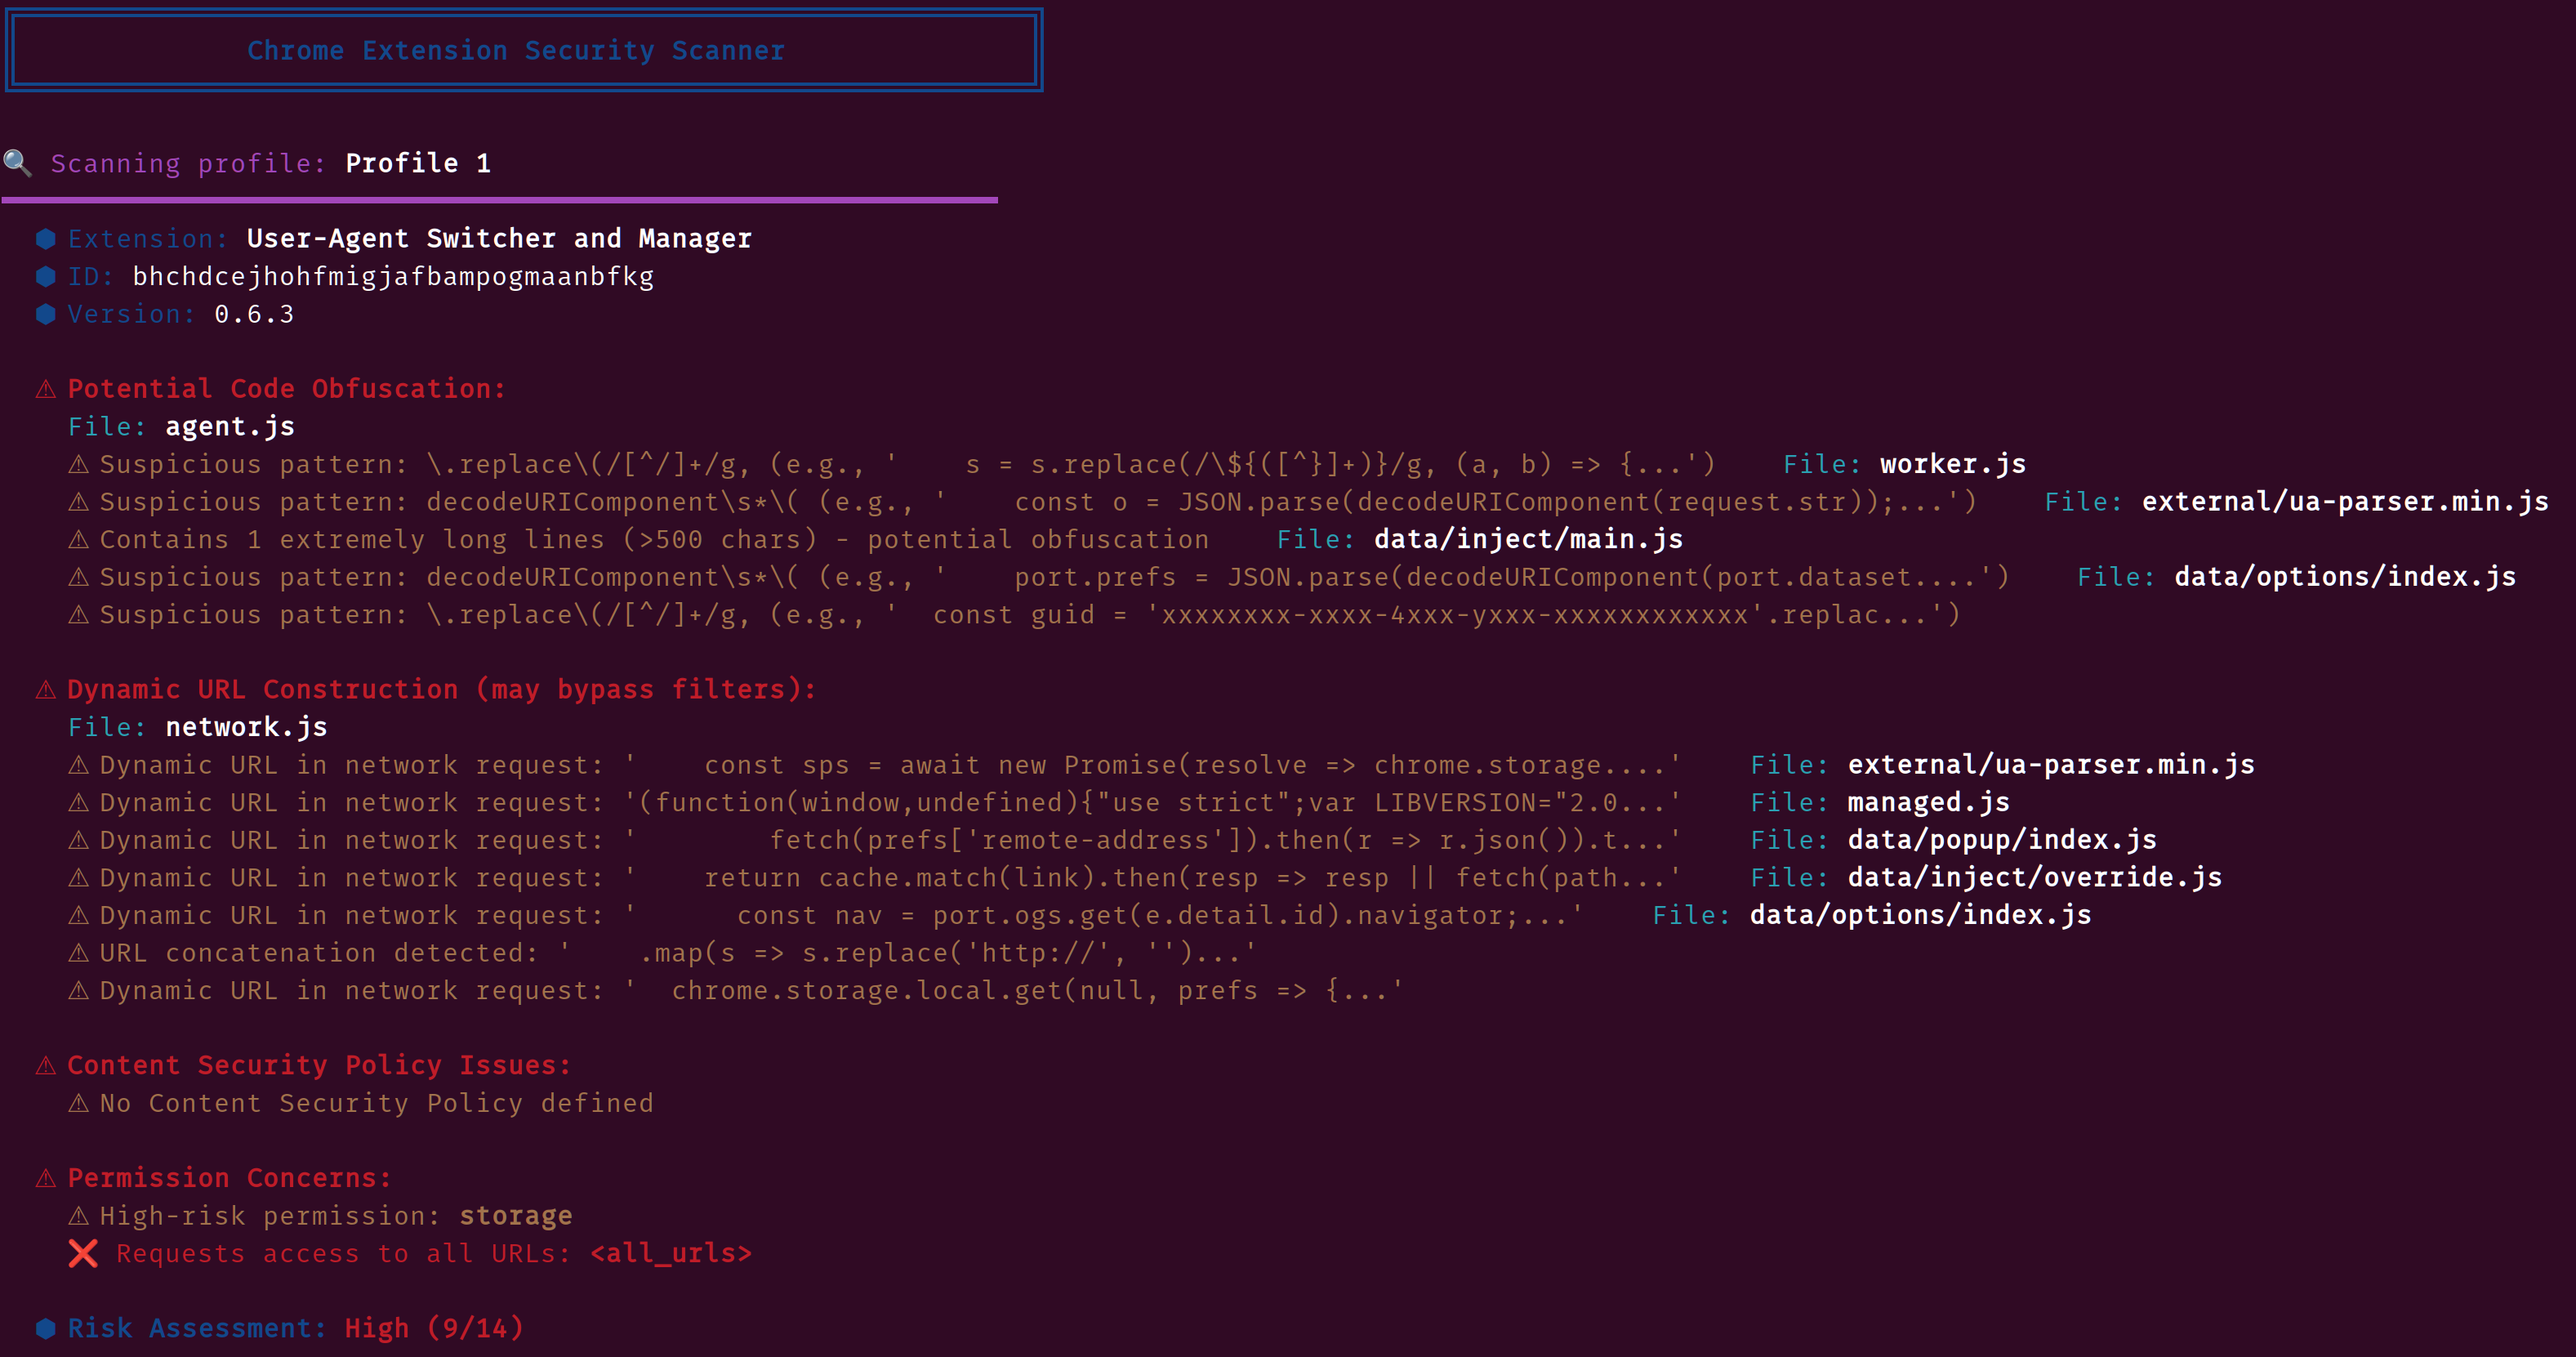 Chrome Extension Security Scanner
🔍 Scanning profile: Profile 1
⬢ Extension: User-Agent Switcher and Manager
⬢ ID: bhchdcejhohfmigjafbampogmaanbfkg
⬢ Version: 0.6.3
⚠ Potential Code Obfuscation:
File: agent.js
⚠ Suspicious pattern: \.replace\(/[^/]+/g, (e.g., '    s = s.replace(/\${([^}]+)}/g, (a, b) => {...')    File: worker.js
⚠ Suspicious pattern: decodeURIComponent\s*\( (e.g., '    const o = JSON.parse(decodeURIComponent(request.str));...')    File: external/ua-parser.min.js
⚠ Contains 1 extremely long lines (>500 chars) - potential obfuscation    File: data/inject/main.js
⚠ Suspicious pattern: decodeURIComponent\s*\( (e.g., '    port.prefs = JSON.parse(decodeURIComponent(port.dataset....')    File: data/options/index.js
⚠ Suspicious pattern: \.replace\(/[^/]+/g, (e.g., '  const guid = 'xxxxxxxx-xxxx-4xxx-yxxx-xxxxxxxxxxxx'.replac...')
⚠ Dynamic URL Construction (may bypass filters):
File: network.js
⚠ Dynamic URL in network request: '    const sps = await new Promise(resolve => chrome.storage....'    File: external/ua-parser.min.js
⚠ Dynamic URL in network request: '(function(window,undefined){"use strict";var LIBVERSION="2.0...'    File: managed.js
⚠ Dynamic URL in network request: '        fetch(prefs['remote-address']).then(r => r.json()).t...'    File: data/popup/index.js
⚠ Dynamic URL in network request: '    return cache.match(link).then(resp => resp || fetch(path...'    File: data/inject/override.js
⚠ Dynamic URL in network request: '      const nav = port.ogs.get(e.detail.id).navigator;...'    File: data/options/index.js
⚠ URL concatenation detected: '    .map(s => s.replace('http://', '')...'
⚠ Dynamic URL in network request: '  chrome.storage.local.get(null, prefs => {...'
⚠ Content Security Policy Issues:
⚠ No Content Security Policy defined
⚠ Permission Concerns:
⚠ High-risk permission: storage
❌ Requests access to all URLs: <all_urls>
⬢ Risk Assessment: High (9/14)